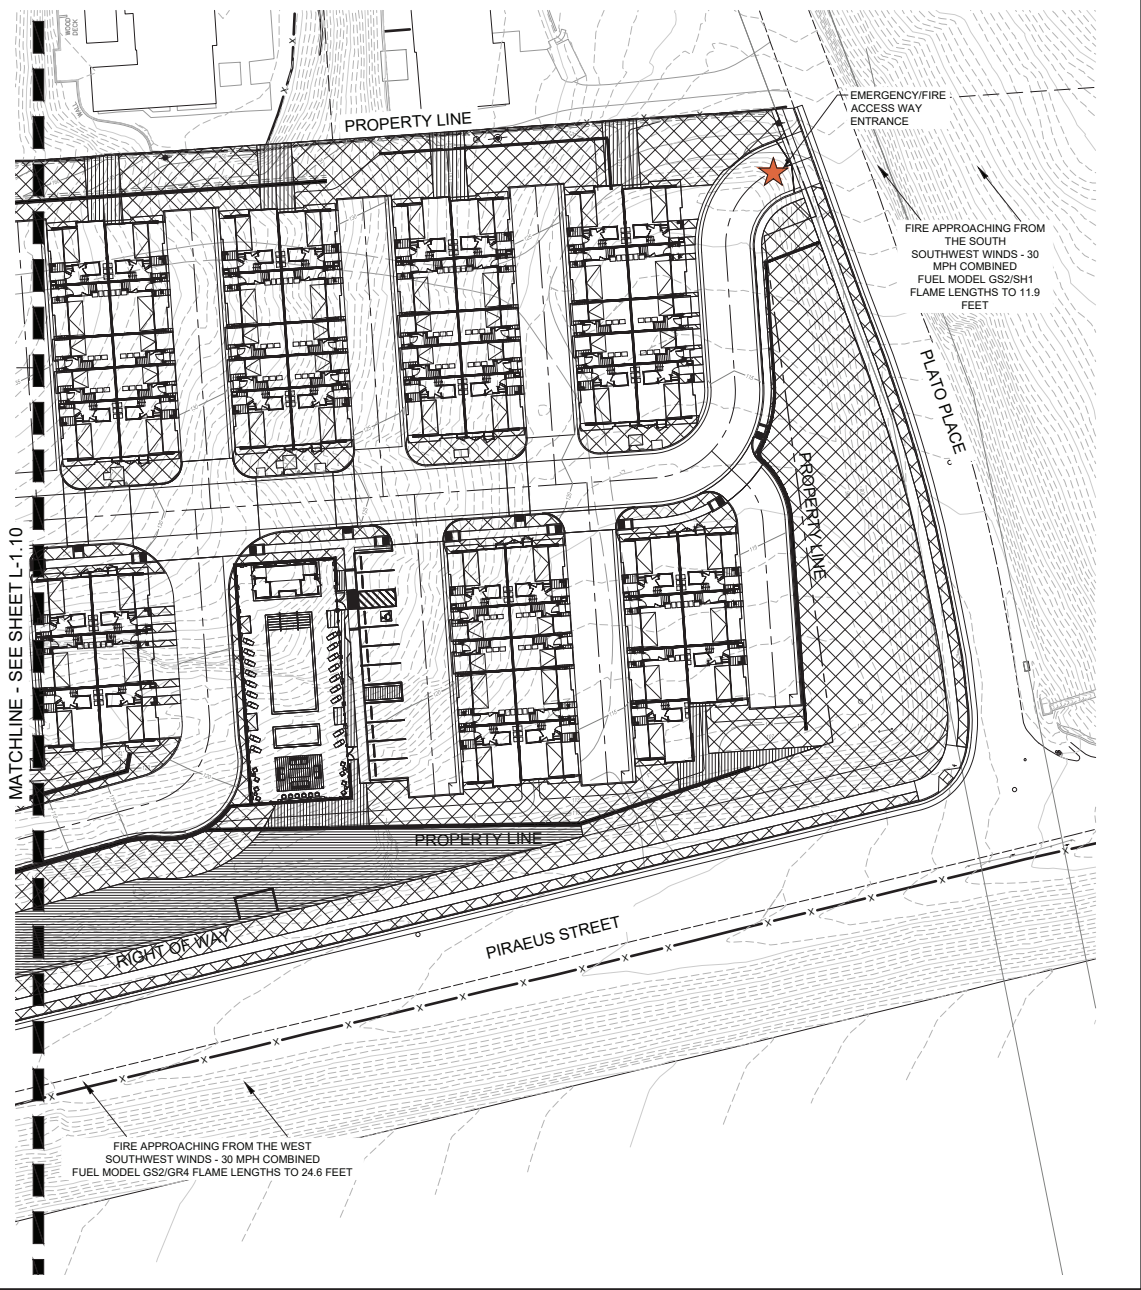 WOOD
DECK
WALL
EMERGENCY/FIRE
ACCESS WAY
ENTRANCE
PROPERTY LINE
FIRE APPROACHING FROM
THE SOUTH
SOUTHWEST WINDS - 30
MPH COMBINED
FUEL MODEL GS2/SH1
FLAME LENGTHS TO 11.9
FEET
PLATO PLACE
PROPERTY LINE
MATCHLINE - SEE SHEET L-1.10
PROPERTY LINE
RIGHT OF WAY
PIRAEUS STREET
FIRE APPROACHING FROM THE WEST
SOUTHWEST WINDS - 30 MPH COMBINED
FUEL MODEL GS2/GR4 FLAME LENGTHS TO 24.6 FEET